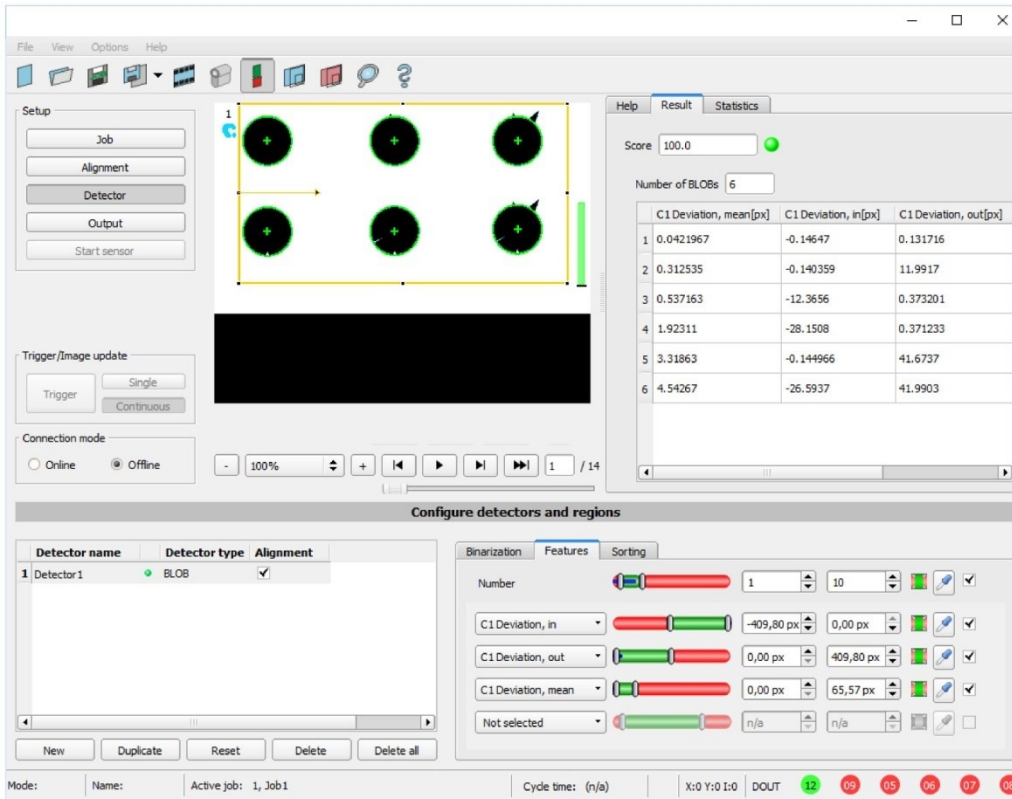 File View Options Help
Setup
Job
Alignment
Detector
Output
Start sensor
Trigger/Image update
Trigger
Single
Continuous
Connection mode
Online Offline
1
- 100% + 1 / 14
Help Result Statistics
Score 100.0
Number of BLOBs 6
C1 Deviation, mean[px] C1 Deviation, in[px] C1 Deviation, out[px]
1 0.0421967 -0.14647 0.131716
2 0.312535 -0.140359 11.9917
3 0.537163 -12.3656 0.373201
4 1.92311 -28.1508 0.371233
5 3.31863 -0.144966 41.6737
6 4.54267 -26.5937 41.9903
Configure detectors and regions
Detector name Detector type Alignment
1 Detector1 BLOB
New Duplicate Reset Delete Delete all
Binarization Features Sorting
Number 1 10
C1 Deviation, in -409,80 px 0,00 px
C1 Deviation, out 0,00 px 409,80 px
C1 Deviation, mean 0,00 px 65,57 px
Not selected n/a n/a
Mode: Name: Active job: 1, Job1 Cycle time: (n/a) X:0 Y:0 I:0 DOUT 12 09 05 06 07 08